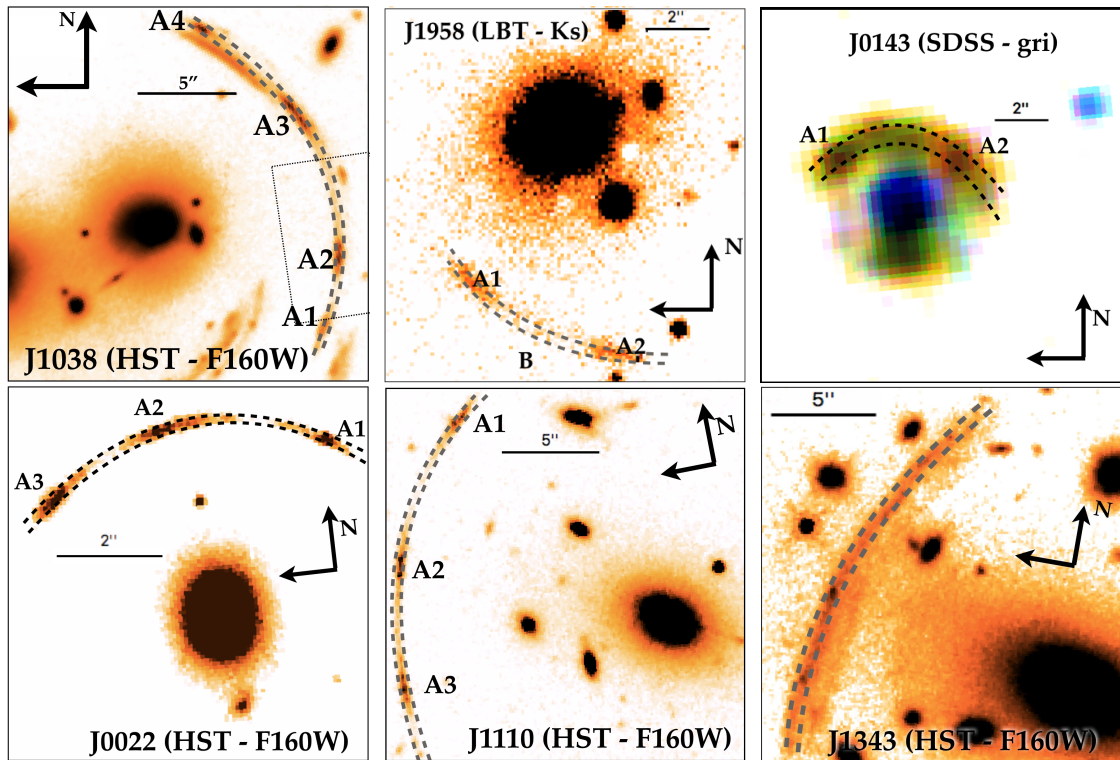 A4
N
5”
A3
A2
A1
J1038 (HST - F160W)
J1958 (LBT - Ks)
2"
N
A1
B
A2
J0143 (SDSS - gri)
2"
A1
A2
N
A2
A1
A3
2"
N
J0022 (HST - F160W)
A1
5"
N
A2
A3
J1110 (HST - F160W)
5"
N
J1343 (HST - F160W)